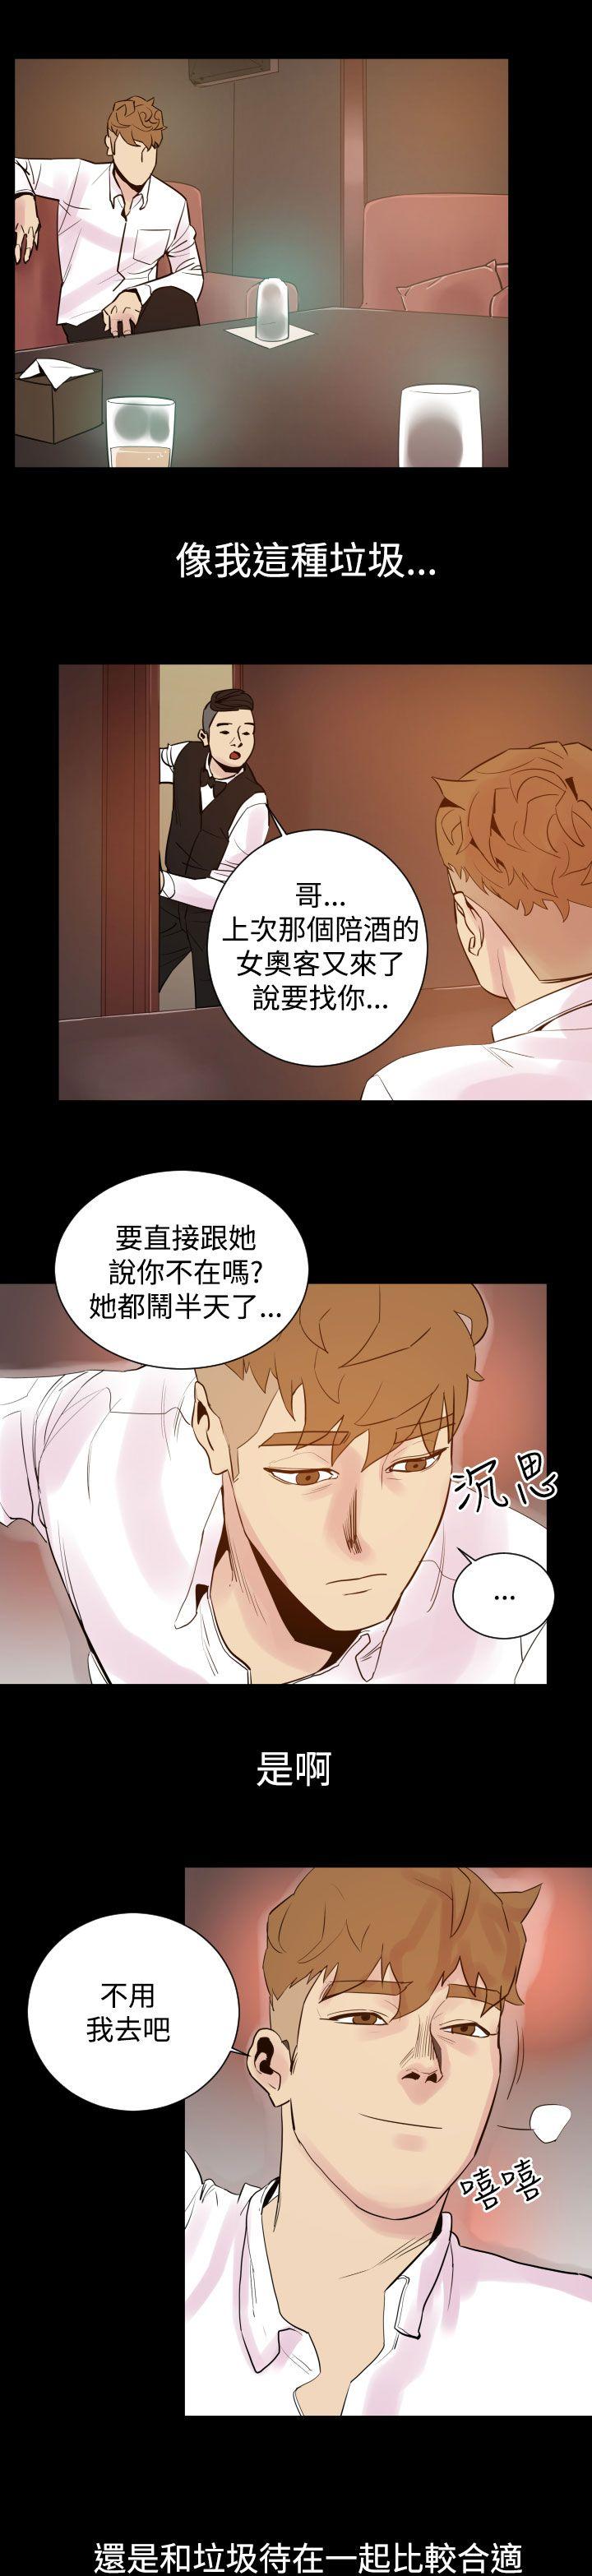 像我這種垃圾...
哥...
上次那個陪酒的
女奧客又來了
說要找你...
要直接跟她
說你不在嗎?
她都鬧半天了...
沉思
...
是啊
不用
我去吧
嘻嘻
還是和垃圾待在一起比較合適